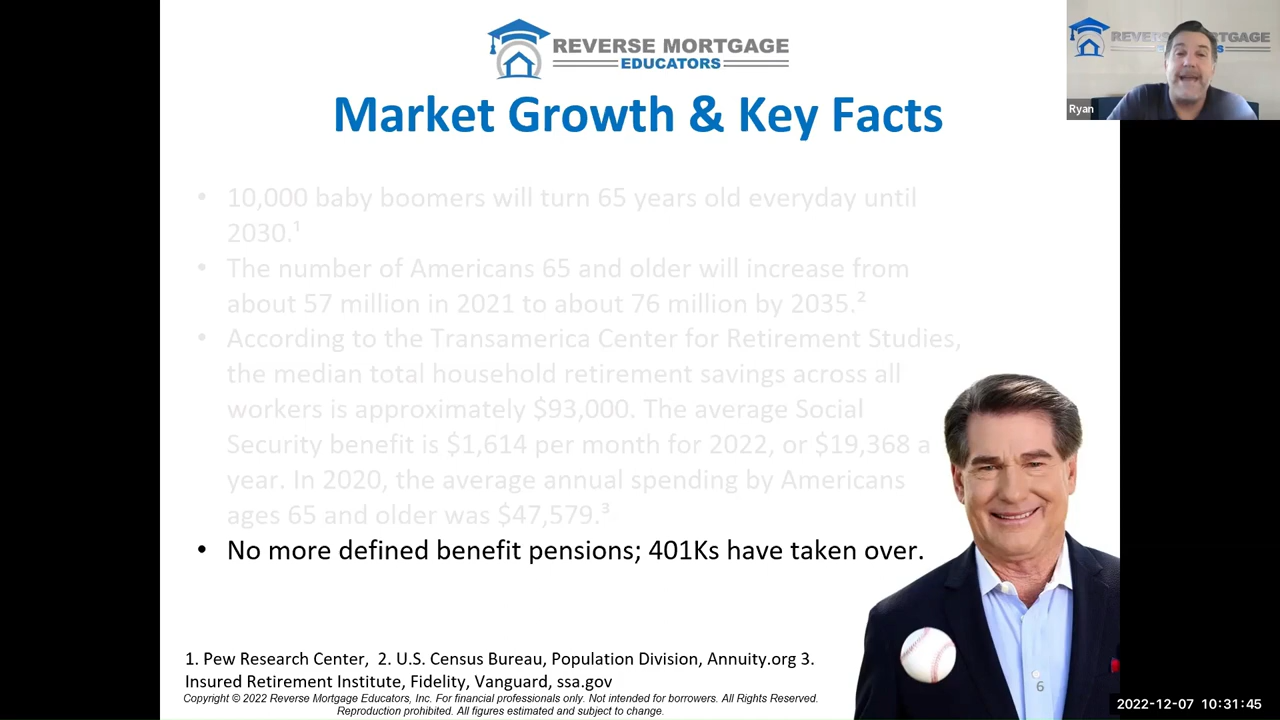 REVERSE MORTGAGE
EDUCATORS
REVERSE MORTGAGE
Ryan
Market Growth & Key Facts
• 10,000 baby boomers will turn 65 years old everyday until
2030.¹
• The number of Americans 65 and older will increase from
about 57 million in 2021 to about 76 million by 2035.²
• According to the Transamerica Center for Retirement Studies,
the median total household retirement savings across all
workers is approximately $93,000. The average Social
Security benefit is $1,614 per month for 2022, or $19,368 a
year. In 2020, the average annual spending by Americans
ages 65 and older was $47,579.³
• No more defined benefit pensions; 401Ks have taken over.
1. Pew Research Center, 2. U.S. Census Bureau, Population Division, Annuity.org 3.
Insured Retirement Institute, Fidelity, Vanguard, ssa.gov
6
Copyright © 2022 Reverse Mortgage Educators, Inc. For financial professionals only. Not intended for borrowers. All Rights Reserved.
Reproduction prohibited. All figures estimated and subject to change.
2022-12-07 10:31:45